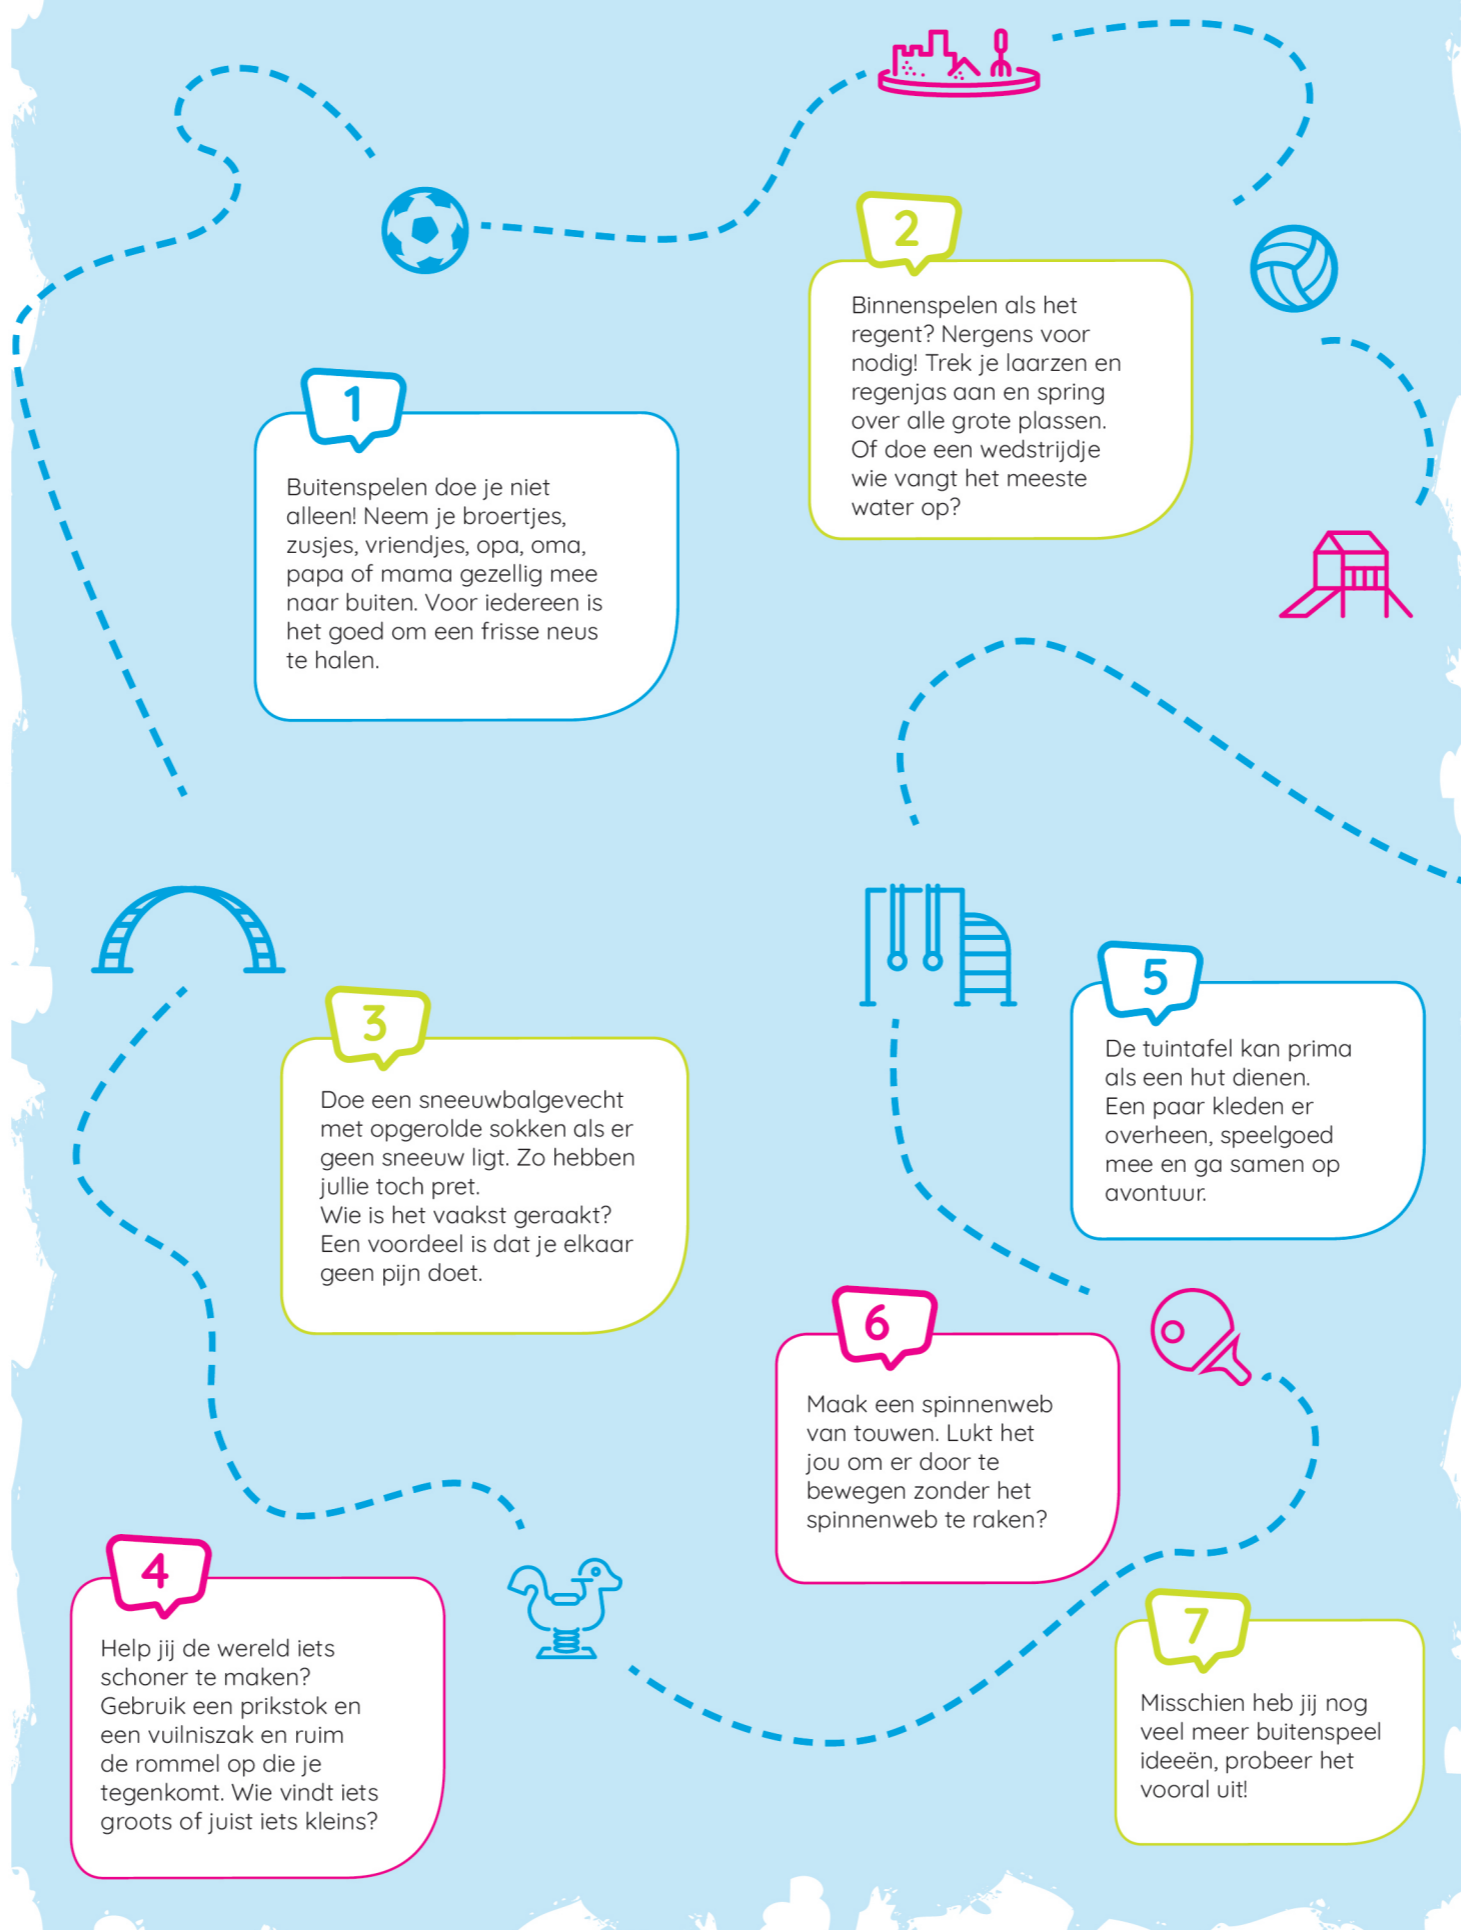 1
Buitenspelen doe je niet
alleen! Neem je broertjes,
zusjes, vriendjes, opa, oma,
papa of mama gezellig mee
naar buiten. Voor iedereen is
het goed om een frisse neus
te halen.
2
Binnenspelen als het
regent? Nergens voor
nodig! Trek je laarzen en
regenjas aan en spring
over alle grote plassen.
Of doe een wedstrijdje
wie vangt het meeste
water op?
3
Doe een sneeuwbalgevecht
met opgerolde sokken als er
geen sneeuw ligt. Zo hebben
jullie toch pret.
Wie is het vaakst geraakt?
Een voordeel is dat je elkaar
geen pijn doet.
4
Help jij de wereld iets
schoner te maken?
Gebruik een prikstok en
een vuilniszak en ruim
de rommel op die je
tegenkomt. Wie vindt iets
groots of juist iets kleins?
5
De tuintafel kan prima
als een hut dienen.
Een paar kleden er
overheen, speelgoed
mee en ga samen op
avontuur.
6
Maak een spinnenweb
van touwen. Lukt het
jou om er door te
bewegen zonder het
spinnenweb te raken?
7
Misschien heb jij nog
veel meer buitenspeel
ideeën, probeer het
vooral uit!